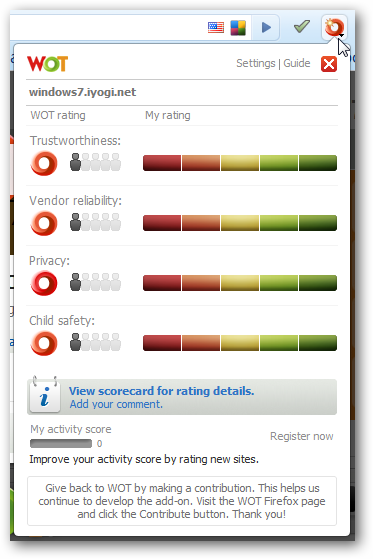 WOT
Settings | Guide
windows7.iyogi.net
WOT rating My rating
Trustworthiness:
Vendor reliability:
Privacy:
Child safety:
i View scorecard for rating details.
Add your comment.
My activity score
0 Register now
Improve your activity score by rating new sites.
Give back to WOT by making a contribution. This helps us
continue to develop the add-on. Visit the WOT Firefox page
and click the Contribute button. Thank you!